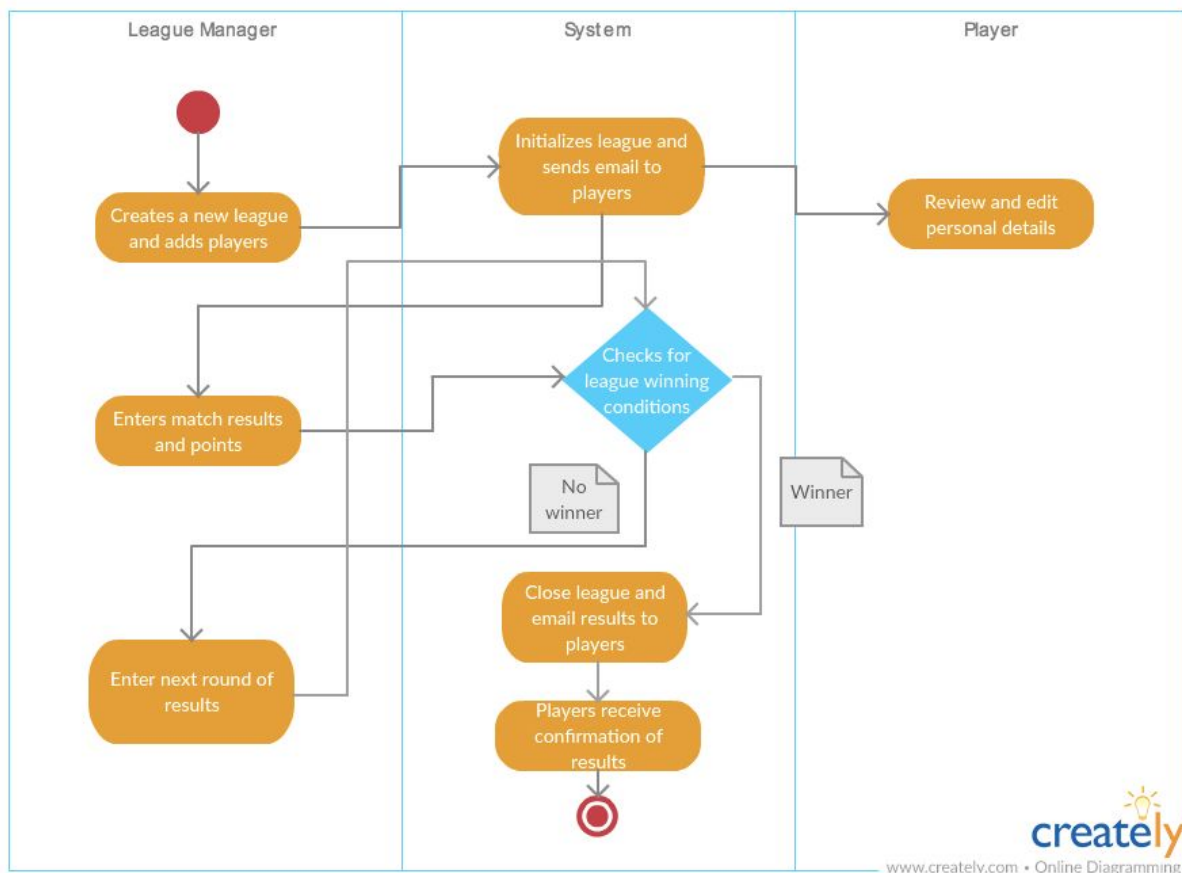 League Manager
System
Player
Initializes league and
sends email to
players
Creates a new league
and adds players
Review and edit
personal details
Checks for
league winning
conditions
Enters match results
and points
No
winner
Winner
Close league and
email results to
players
Enter next round of
results
Players receive
confirmation of
results
creately
www.creately.com • Online Diagramming